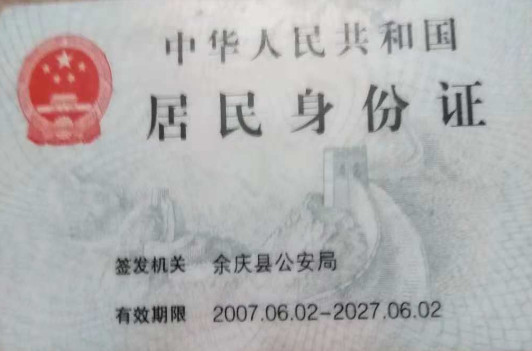 中华人民共和国
居民身份证
签发机关 余庆县公安局
有效期限 2007.06.02-2027.06.02